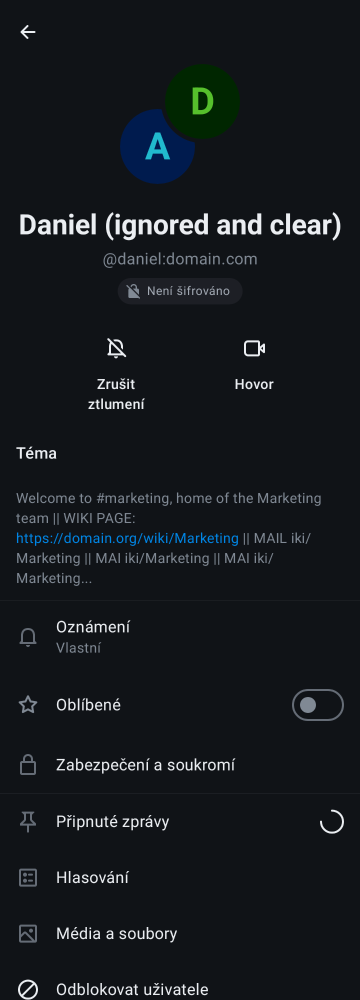 D
A
Daniel (ignored and clear)
@daniel:domain.com
Není šifrováno
Zrušit
ztlumení
Hovor
Téma
Welcome to #marketing, home of the Marketing
team || WIKI PAGE:
https://domain.org/wiki/Marketing || MAIL iki/
Marketing || MAI iki/Marketing || MAI iki/
Marketing...
Oznámení
Vlastní
Oblíbené
Zabezpečení a soukromí
Připnuté zprávy
Hlasování
Média a soubory
Odblokovat uživatele